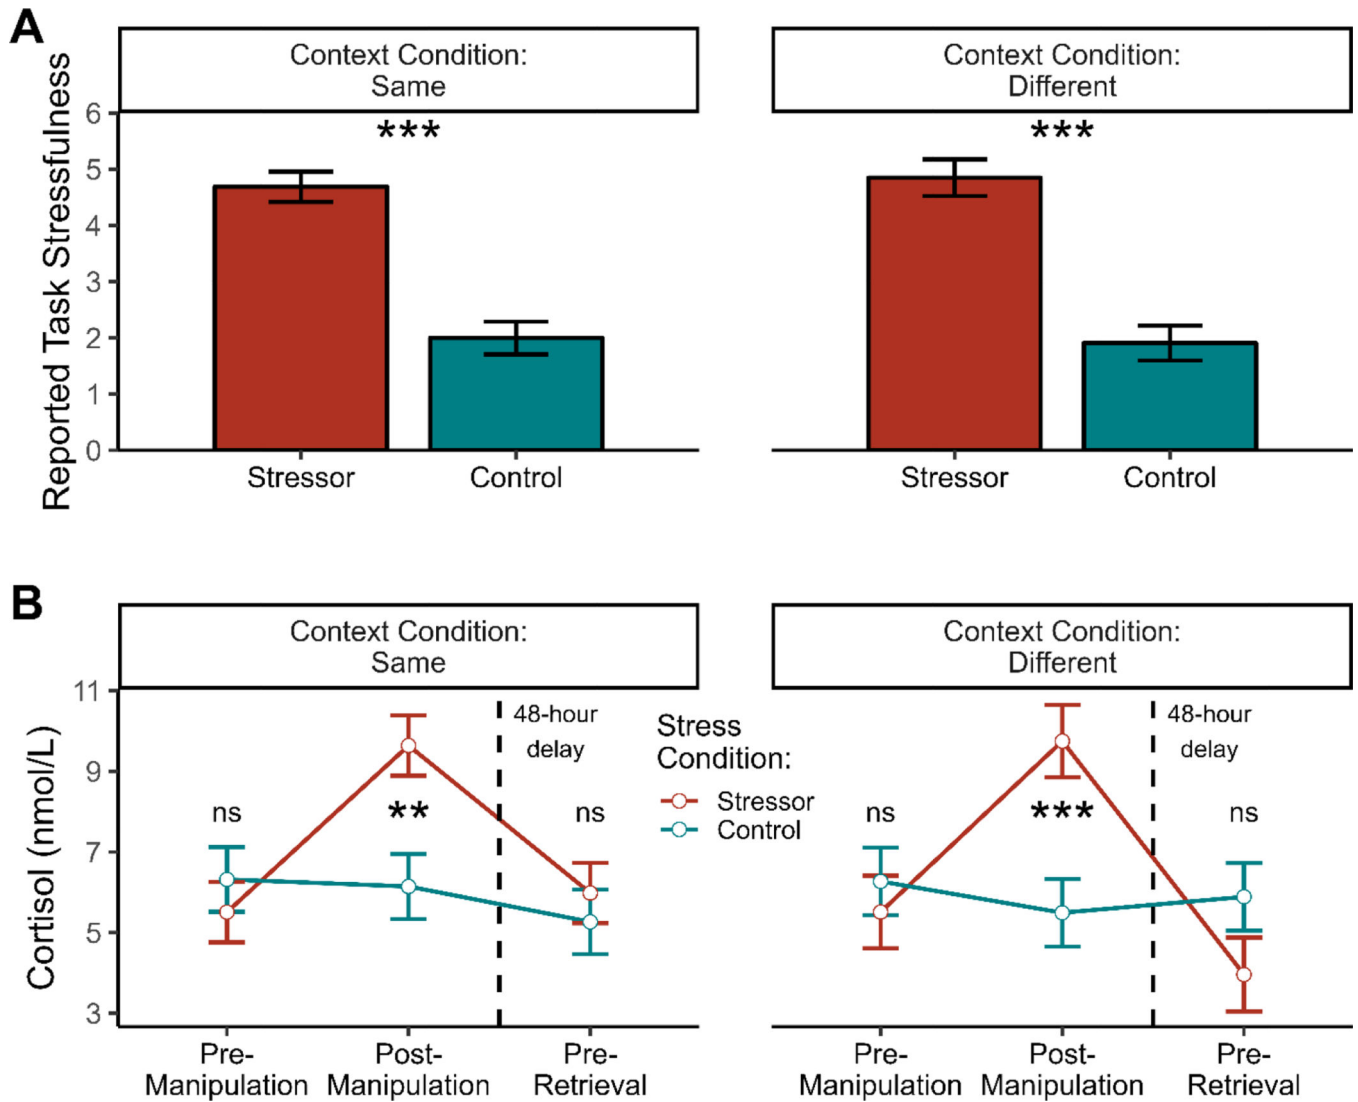 A
Context Condition:
Same
Context Condition:
Different
Reported Task Stressfulness
6
5
4
3
2
1
0
***
***
Stressor
Control
Stressor
Control
B
Context Condition:
Same
Context Condition:
Different
Cortisol (nmol/L)
11
9
7
5
3
48-hour
delay
ns
**
ns
Stress
Condition:
Stressor
Control
48-hour
delay
ns
***
ns
Pre-
Manipulation
Post-
Manipulation
Pre-
Retrieval
Pre-
Manipulation
Post-
Manipulation
Pre-
Retrieval